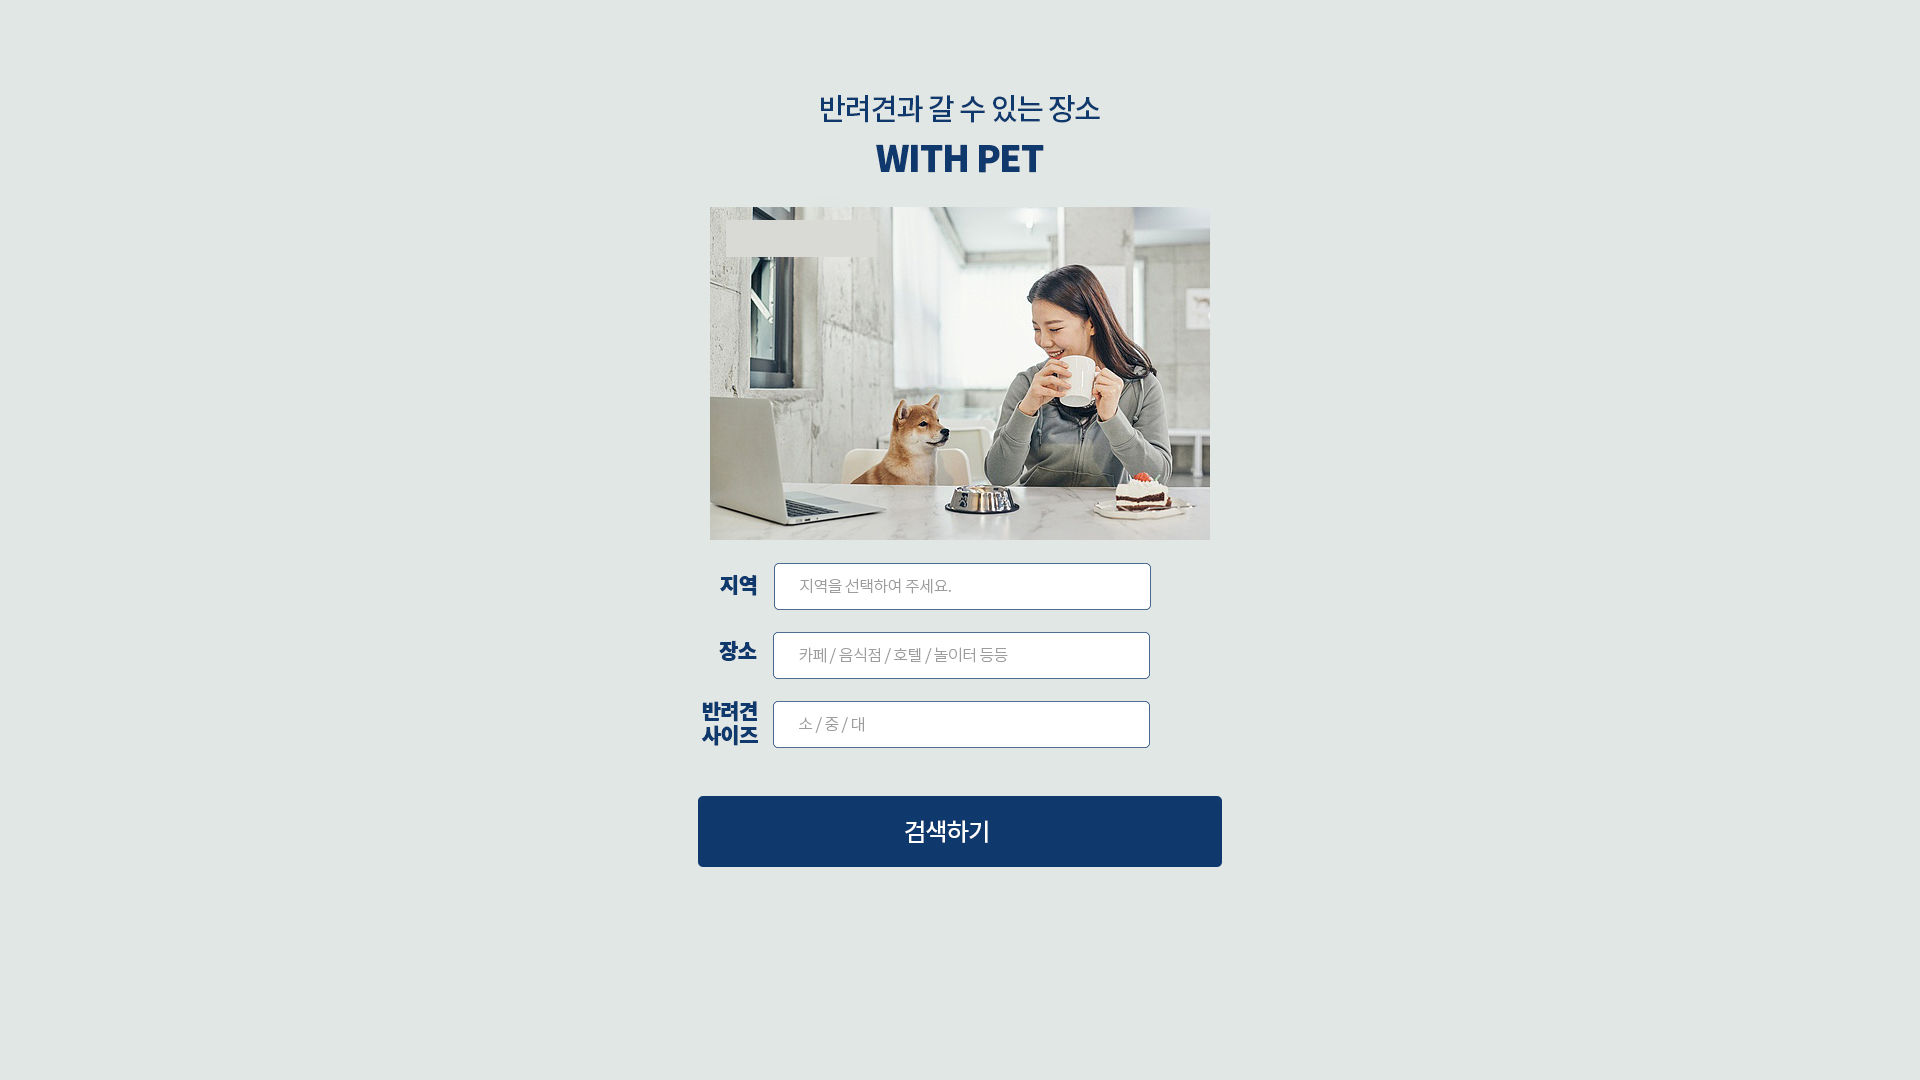 반려견과 갈 수 있는 장소
WITH PET
지역
지역을 선택하여 주세요.
장소
카페 / 음식점 / 호텔 / 놀이터 등등
반려견
사이즈
소 / 중 / 대
검색하기